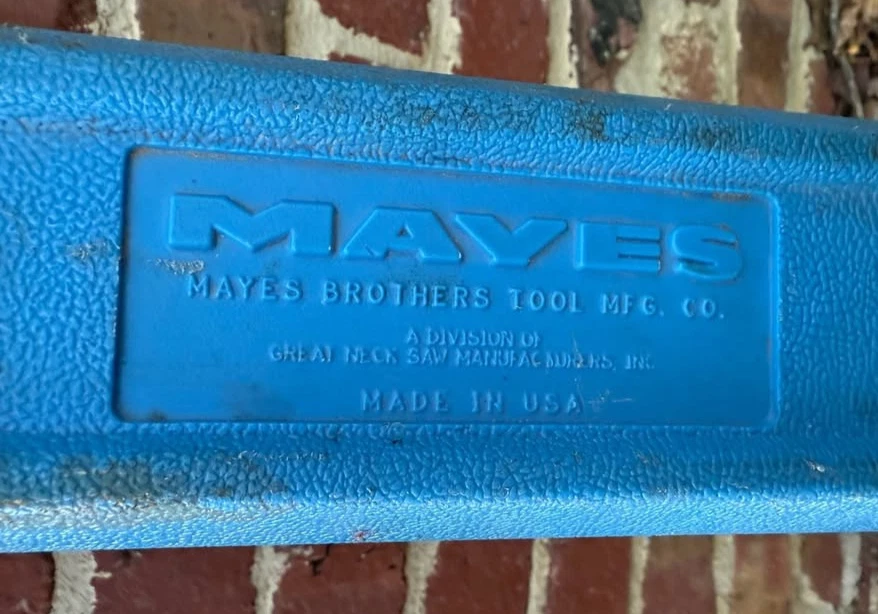 MAYES
MAYES BROTHERS TOOL MFG. CO.
A DIVISION OF
GREAT NECK SAW MANUFACTURERS, INC.
MADE IN USA